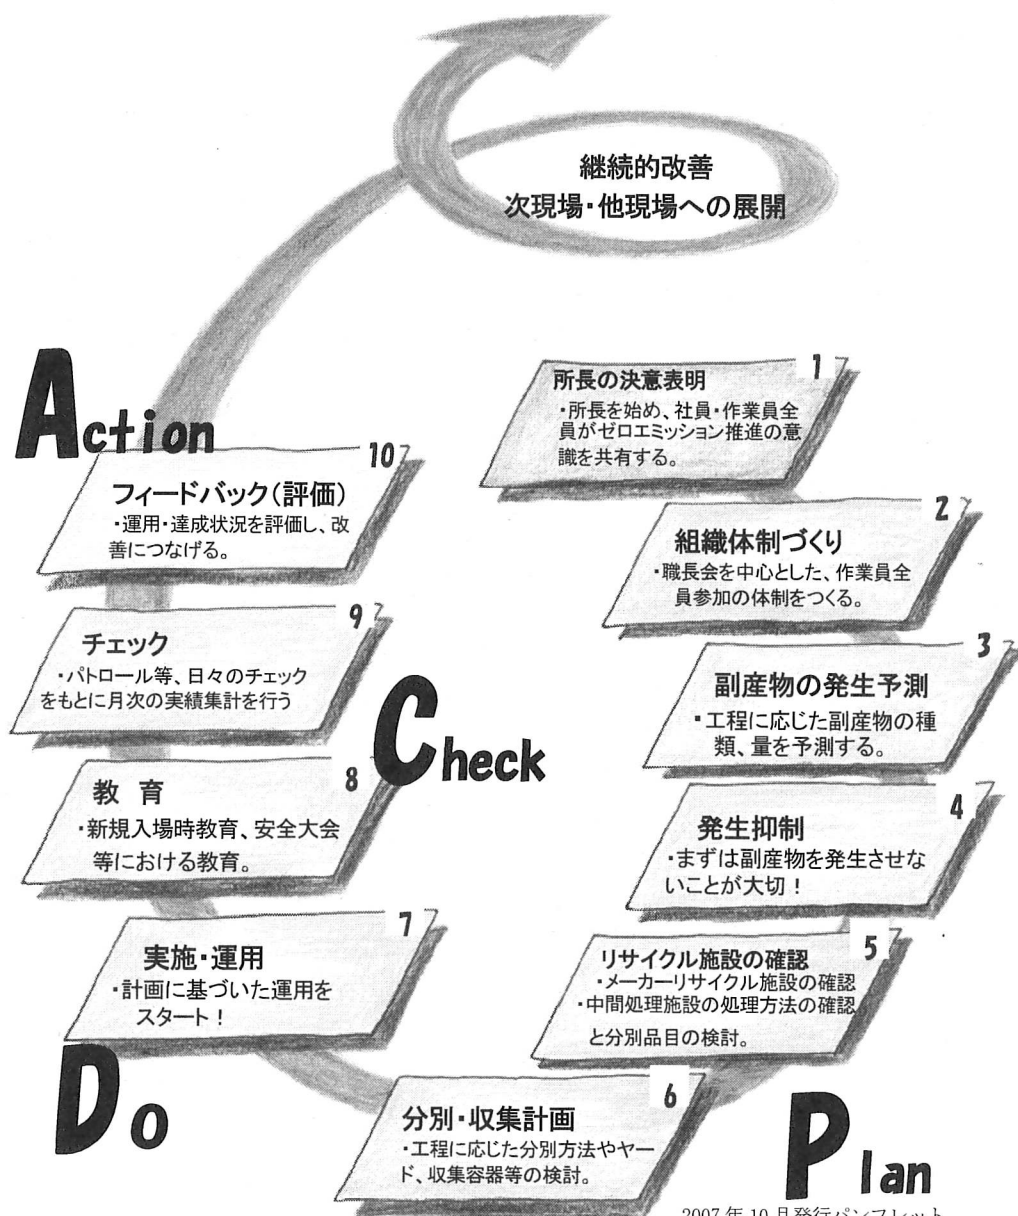 継続的改善
次現場・他現場への展開
Action
1
所長の決意表明
・所長を始め、社員・作業員全
員がゼロエミッション推進の意
識を共有する。
2
組織体制づくり
・職長会を中心とした、作業員全
員参加の体制をつくる。
3
副産物の発生予測
・工程に応じた副産物の種
類、量を予測する。
4
発生抑制
・まずは副産物を発生させな
いことが大切！
5
リサイクル施設の確認
・メーカーリサイクル施設の確認
・中間処理施設の処理方法の確認
と分別品目の検討。
6
分別・収集計画
・工程に応じた分別方法やヤー
ド、収集容器等の検討。
Plan
7
実施・運用
・計画に基づいた運用を
スタート！
Do
8
教 育
・新規入場時教育、安全大会
等における教育。
9
チェック
・パトロール等、日々のチェック
をもとに月次の実績集計を行う
Check
10
フィードバック（評価）
・運用・達成状況を評価し、改
善につなげる。
2007年10月発行パンフレット